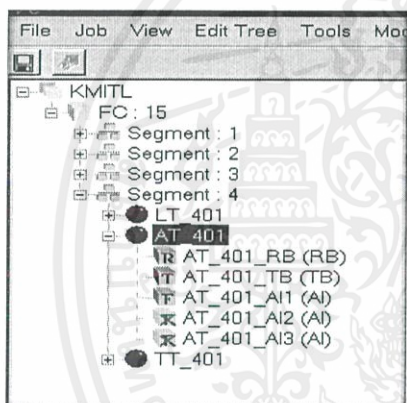 File Job View Edit Tree Tools Mod
KMITL
FC : 15
Segment : 1
Segment : 2
Segment : 3
Segment : 4
LT_401
AT_401
AT_401_RB (RB)
AT_401_TB (TB)
AT_401_AI1 (AI)
AT_401_AI2 (AI)
AT_401_AI3 (AI)
TT_401